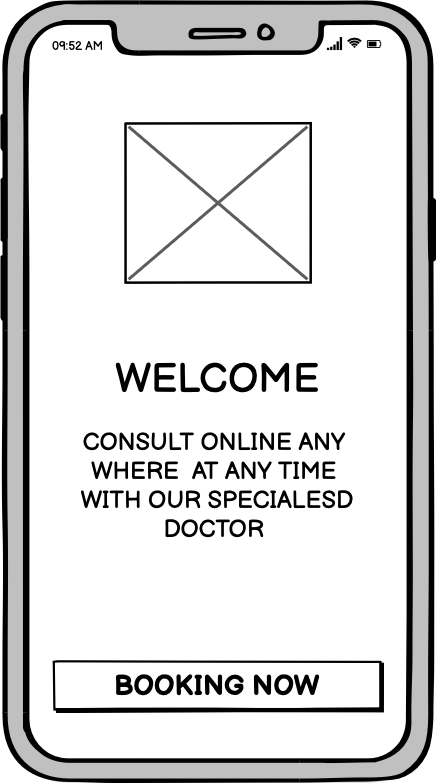 09:52 AM
WELCOME
CONSULT ONLINE ANY
WHERE AT ANY TIME
WITH OUR SPECIALESD
DOCTOR
BOOKING NOW